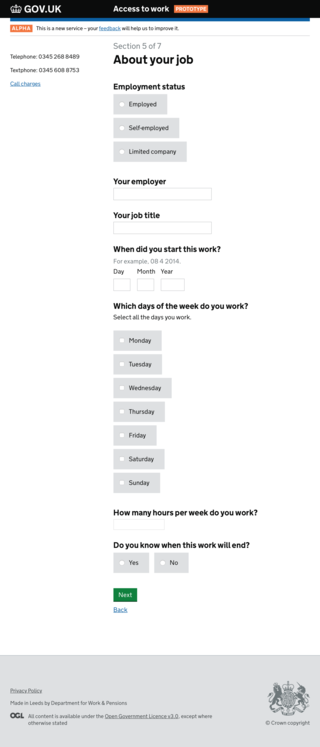 GOV.UK
Access to work PROTOTYPE
ALPHA This is a new service – your feedback will help us to improve it.
Telephone: 0345 268 8489
Textphone: 0345 608 8753
Call charges
Section 5 of 7
About your job
Employment status
Employed
Self-employed
Limited company
Your employer
Your job title
When did you start this work?
For example, 08 4 2014.
Day Month Year
Which days of the week do you work?
Select all the days you work.
Monday
Tuesday
Wednesday
Thursday
Friday
Saturday
Sunday
How many hours per week do you work?
Do you know when this work will end?
Yes No
Next
Back
Privacy Policy
Made in Leeds by Department for Work & Pensions
OGL All content is available under the Open Government Licence v3.0, except where
otherwise stated
© Crown copyright